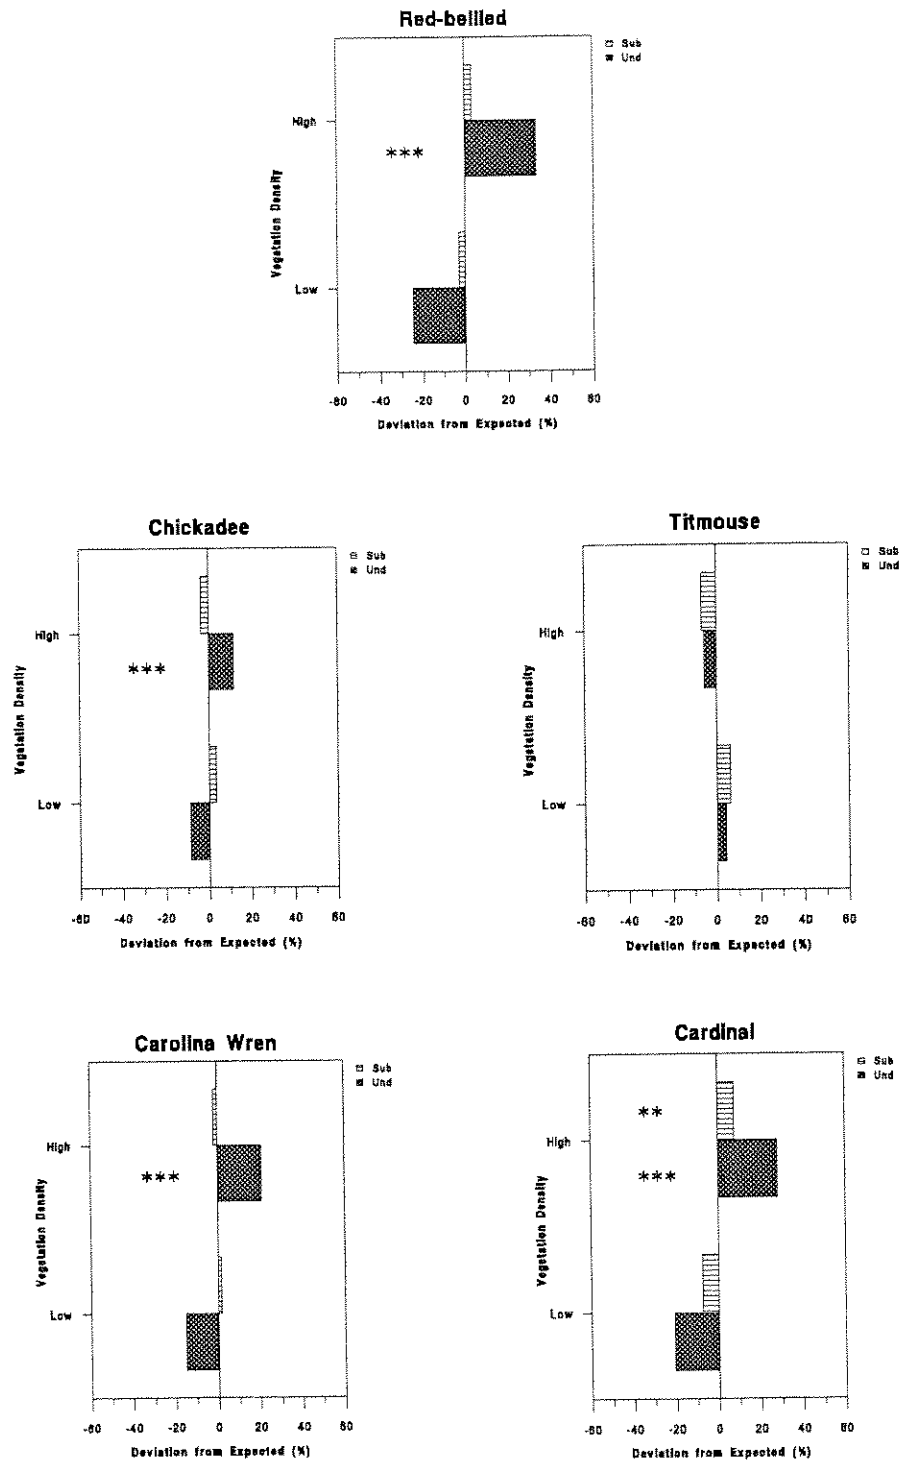 Red-bellied
Sub
Und
High
***
Vegetation Density
Low
-60 -40 -20 0 20 40 60
Deviation from Expected (%)
Chickadee
Sub
Und
High
***
Vegetation Density
Low
-60 -40 -20 0 20 40 60
Deviation from Expected (%)
Titmouse
Sub
Und
High
Vegetation Density
Low
-60 -40 -20 0 20 40 60
Deviation from Expected (%)
Carolina Wren
Sub
Und
High
***
Vegetation Density
Low
-60 -40 -20 0 20 40 60
Deviation from Expected (%)
Cardinal
Sub
Und
**
High
***
Vegetation Density
Low
-60 -40 -20 0 20 40 60
Deviation from Expected (%)